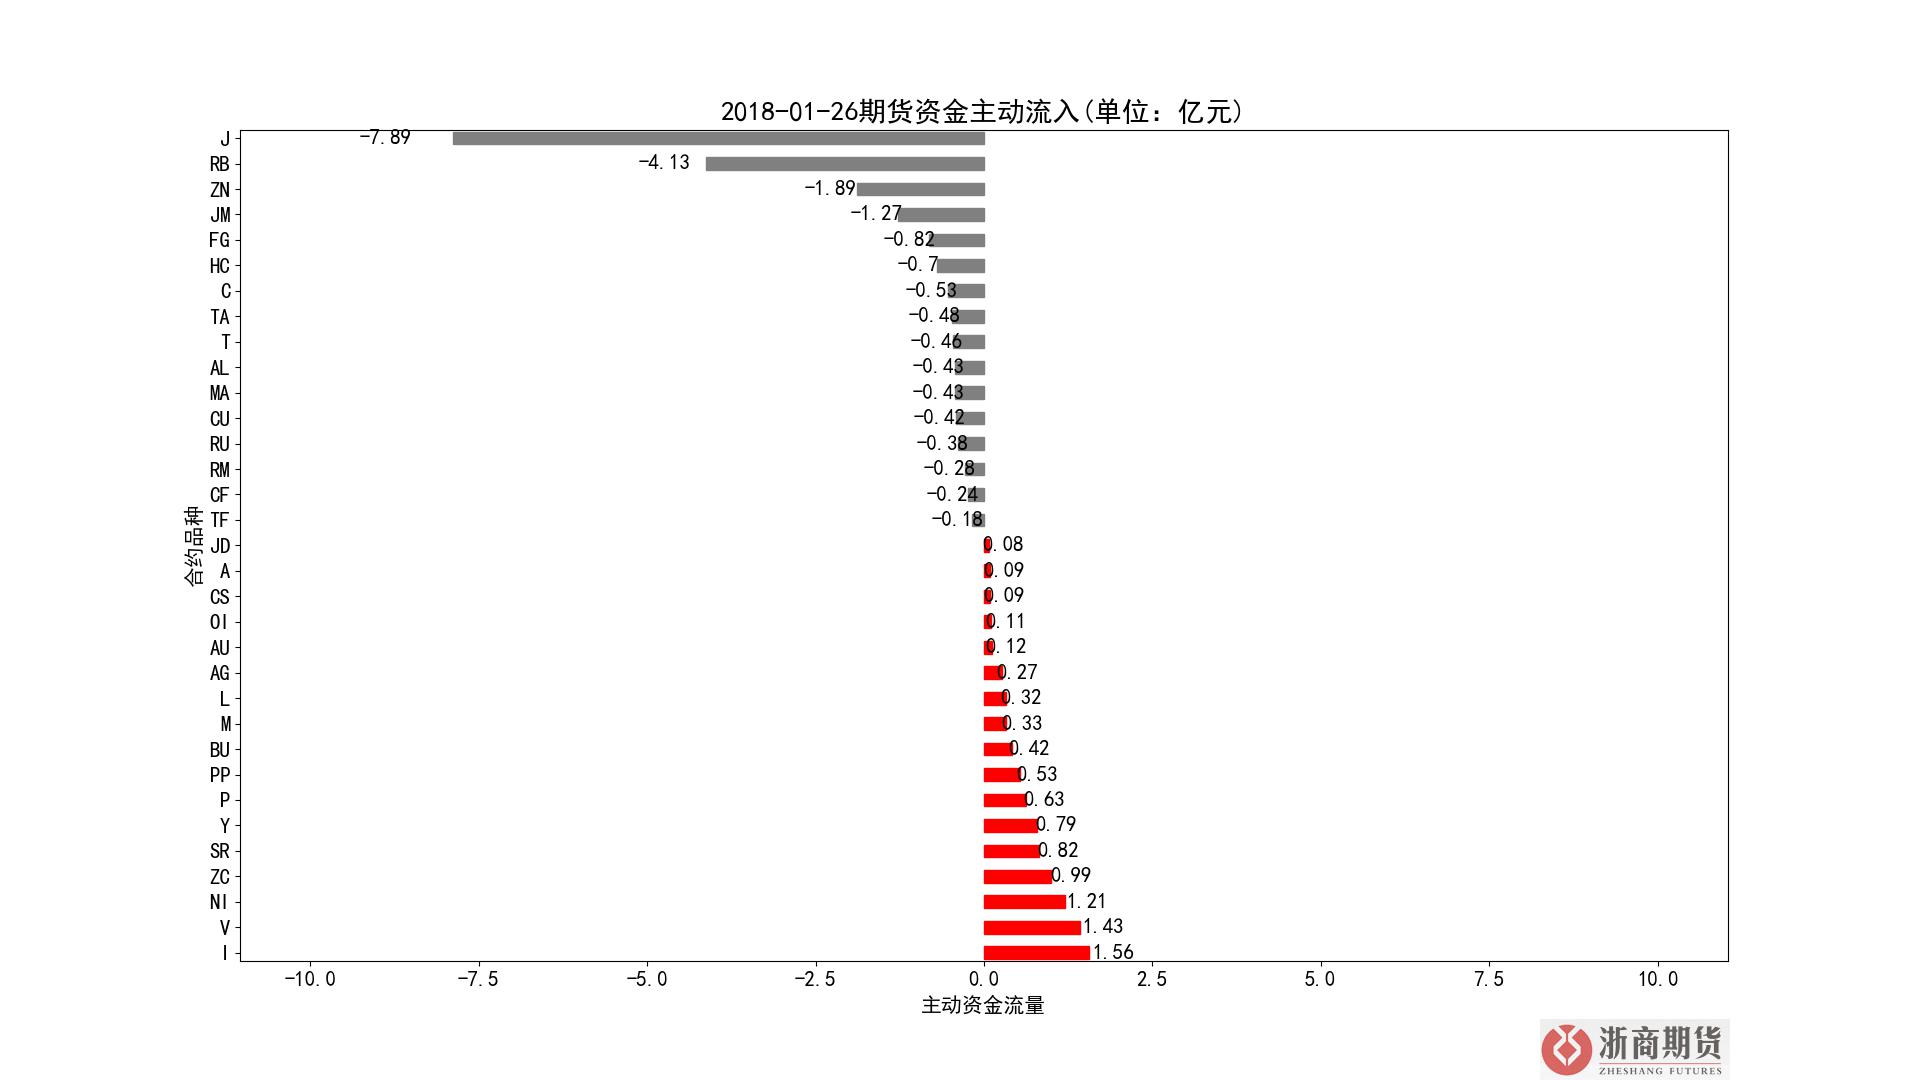 2018-01-26期货资金主动流入(单位：亿元)
J -7.89
RB -4.13
ZN -1.89
JM -1.27
FG -0.82
HC -0.7
C -0.53
TA -0.48
T -0.46
AL -0.43
MA -0.43
CU -0.42
RU -0.38
RM -0.28
CF -0.24
TF -0.18
合约品种
JD 0.08
A 0.09
CS 0.09
OI 0.11
AU 0.12
AG 0.27
L 0.32
M 0.33
BU 0.42
PP 0.53
P 0.63
Y 0.79
SR 0.82
ZC 0.99
NI 1.21
V 1.43
I 1.56
-10.0 -7.5 -5.0 -2.5 0.0 2.5 5.0 7.5 10.0
主动资金流量
浙商期货
ZHESHANG FUTURES